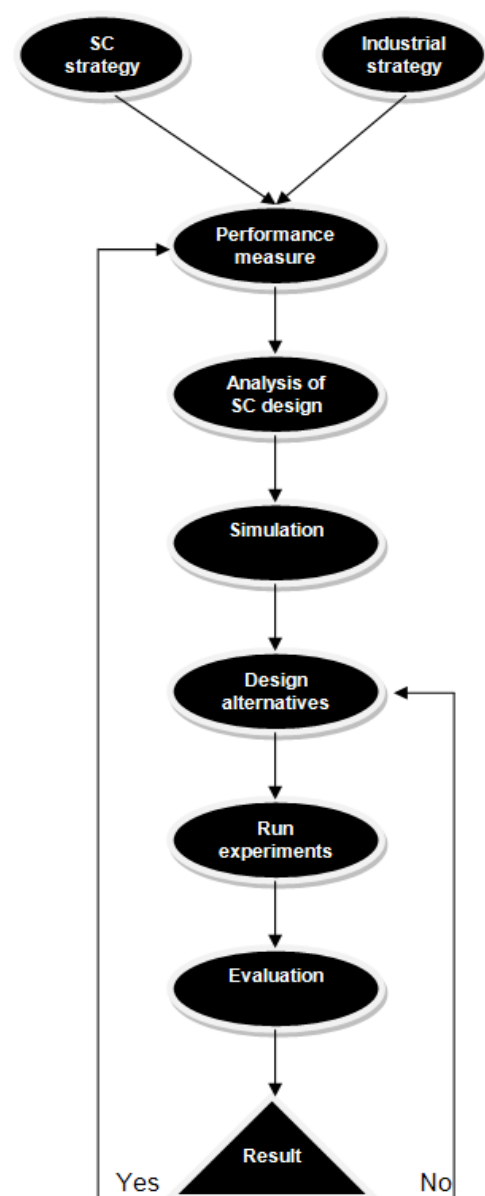 SC
strategy
Industrial
strategy
Performance
measure
Analysis of
SC design
Simulation
Design
alternatives
Run
experiments
Evaluation
Result
Yes
No